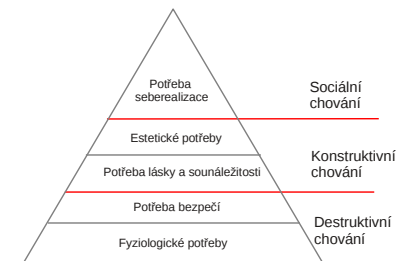 Potřeba
seberealizace
Sociální
chování
Estetické potřeby
Potřeba lásky a sounáležitosti
Konstruktivní
chování
Potřeba bezpečí
Fyziologické potřeby
Destruktivní
chování